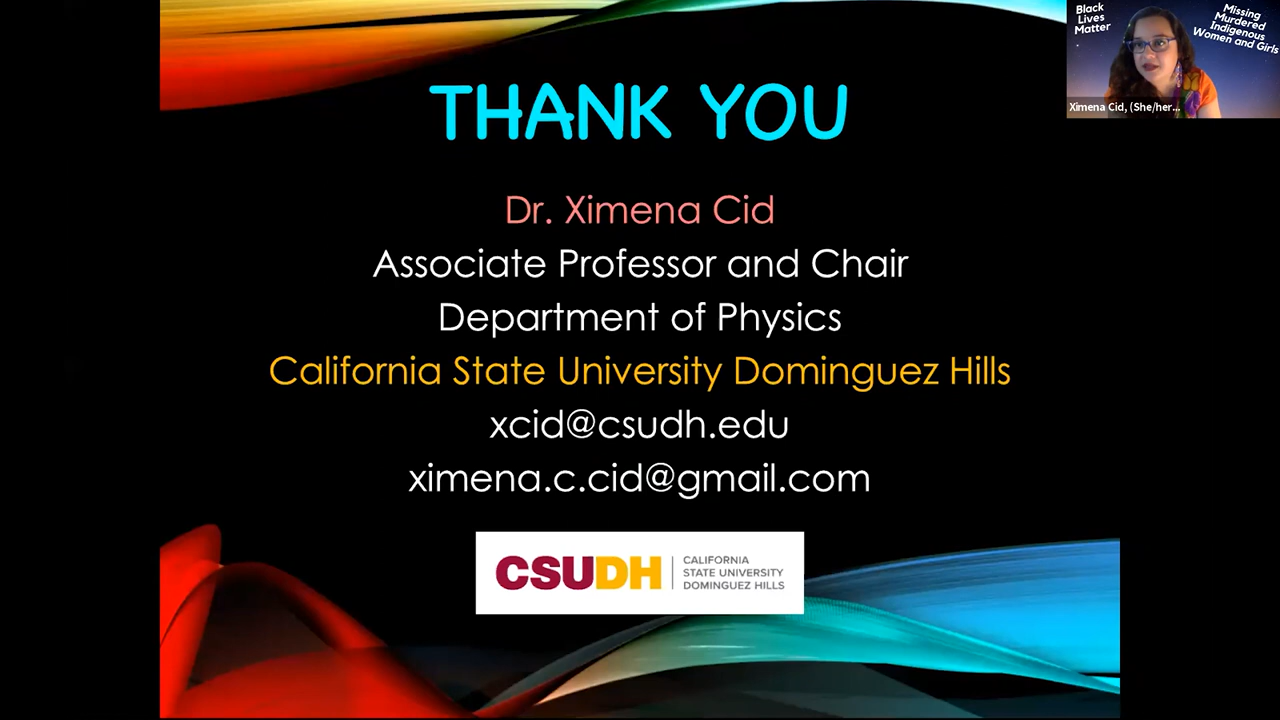 THANK YOU
Dr. Ximena Cid
Associate Professor and Chair
Department of Physics
California State University Dominguez Hills
xcid@csudh.edu
ximena.c.cid@gmail.com
CSUDH
CALIFORNIA
STATE UNIVERSITY
DOMINGUEZ HILLS
Black
Lives
Matter
Missing
Murdered
Indigenous
Women and Girls
Ximena Cid, (She/her...